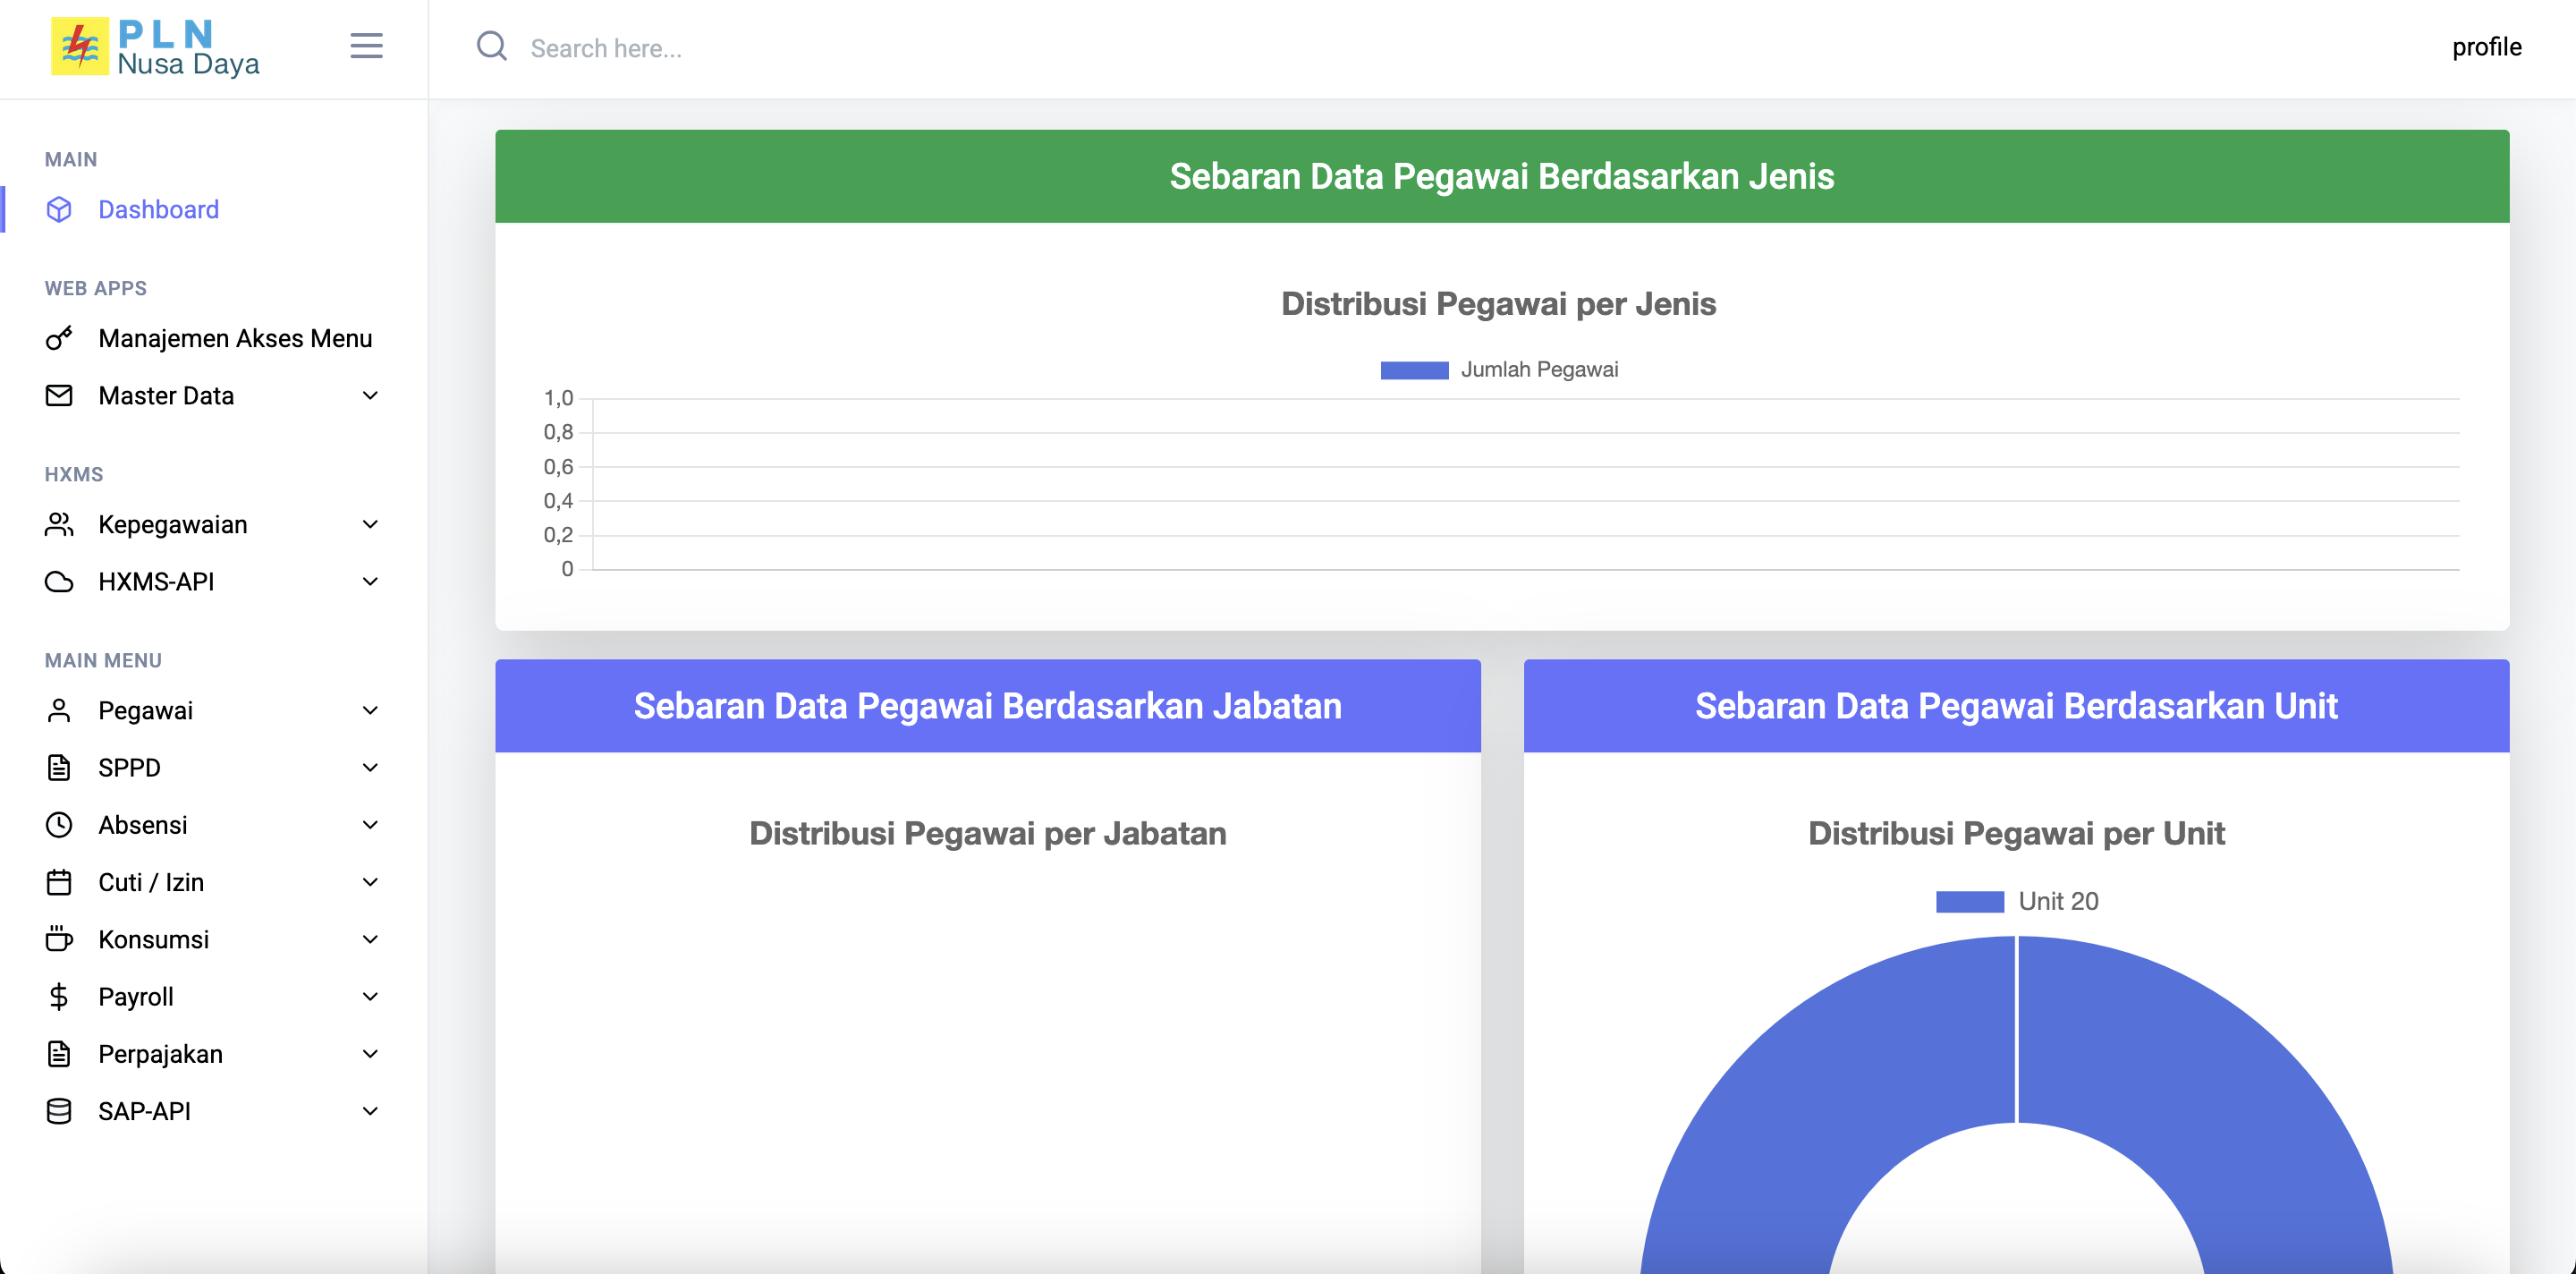 PLN
Nusa Daya
Search here...
profile
MAIN
Dashboard
WEB APPS
Manajemen Akses Menu
Master Data
HXMS
Kepegawaian
HXMS-API
MAIN MENU
Pegawai
SPPD
Absensi
Cuti / Izin
Konsumsi
Payroll
Perpajakan
SAP-API
Sebaran Data Pegawai Berdasarkan Jenis
Distribusi Pegawai per Jenis
Jumlah Pegawai
1,0
0,8
0,6
0,4
0,2
0
Sebaran Data Pegawai Berdasarkan Jabatan
Distribusi Pegawai per Jabatan
Sebaran Data Pegawai Berdasarkan Unit
Distribusi Pegawai per Unit
Unit 20